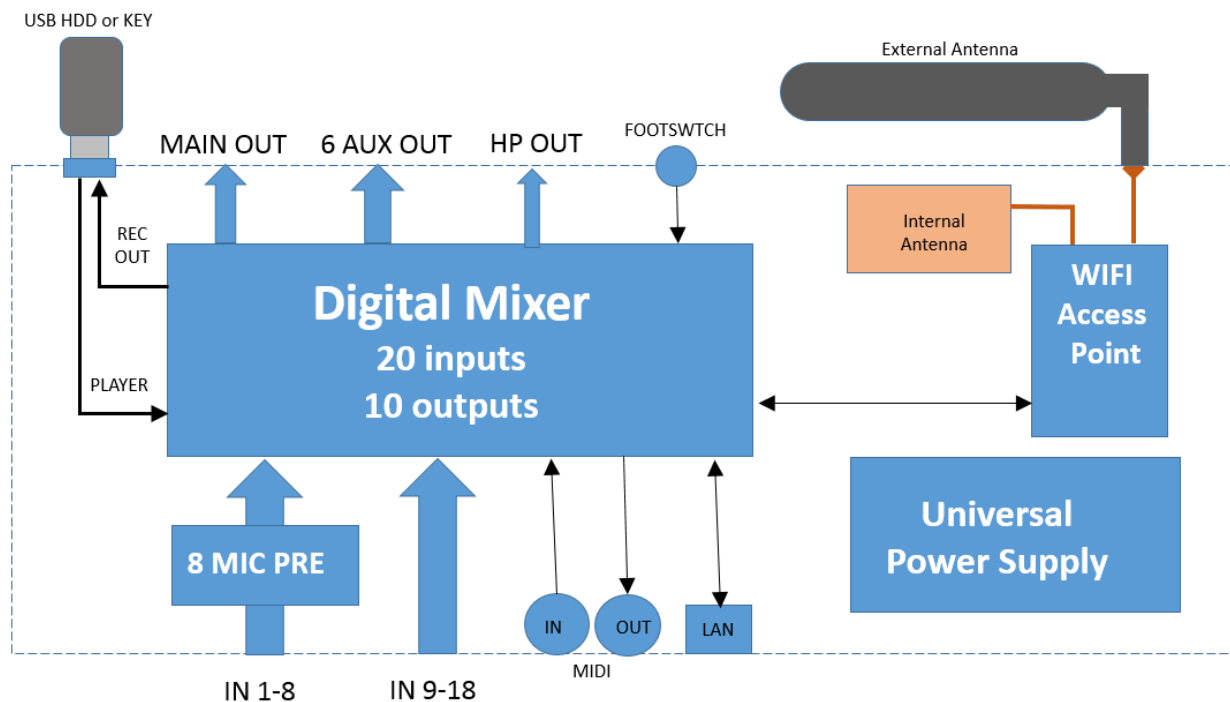 USB HDD or KEY
External Antenna
FOOTSWTCH
MAIN OUT
6 AUX OUT
HP OUT
REC
OUT
Internal
Antenna
Digital Mixer
20 inputs
10 outputs
WIFI
Access
Point
PLAYER
Universal
Power Supply
8 MIC PRE
IN
OUT
LAN
MIDI
IN 1-8
IN 9-18